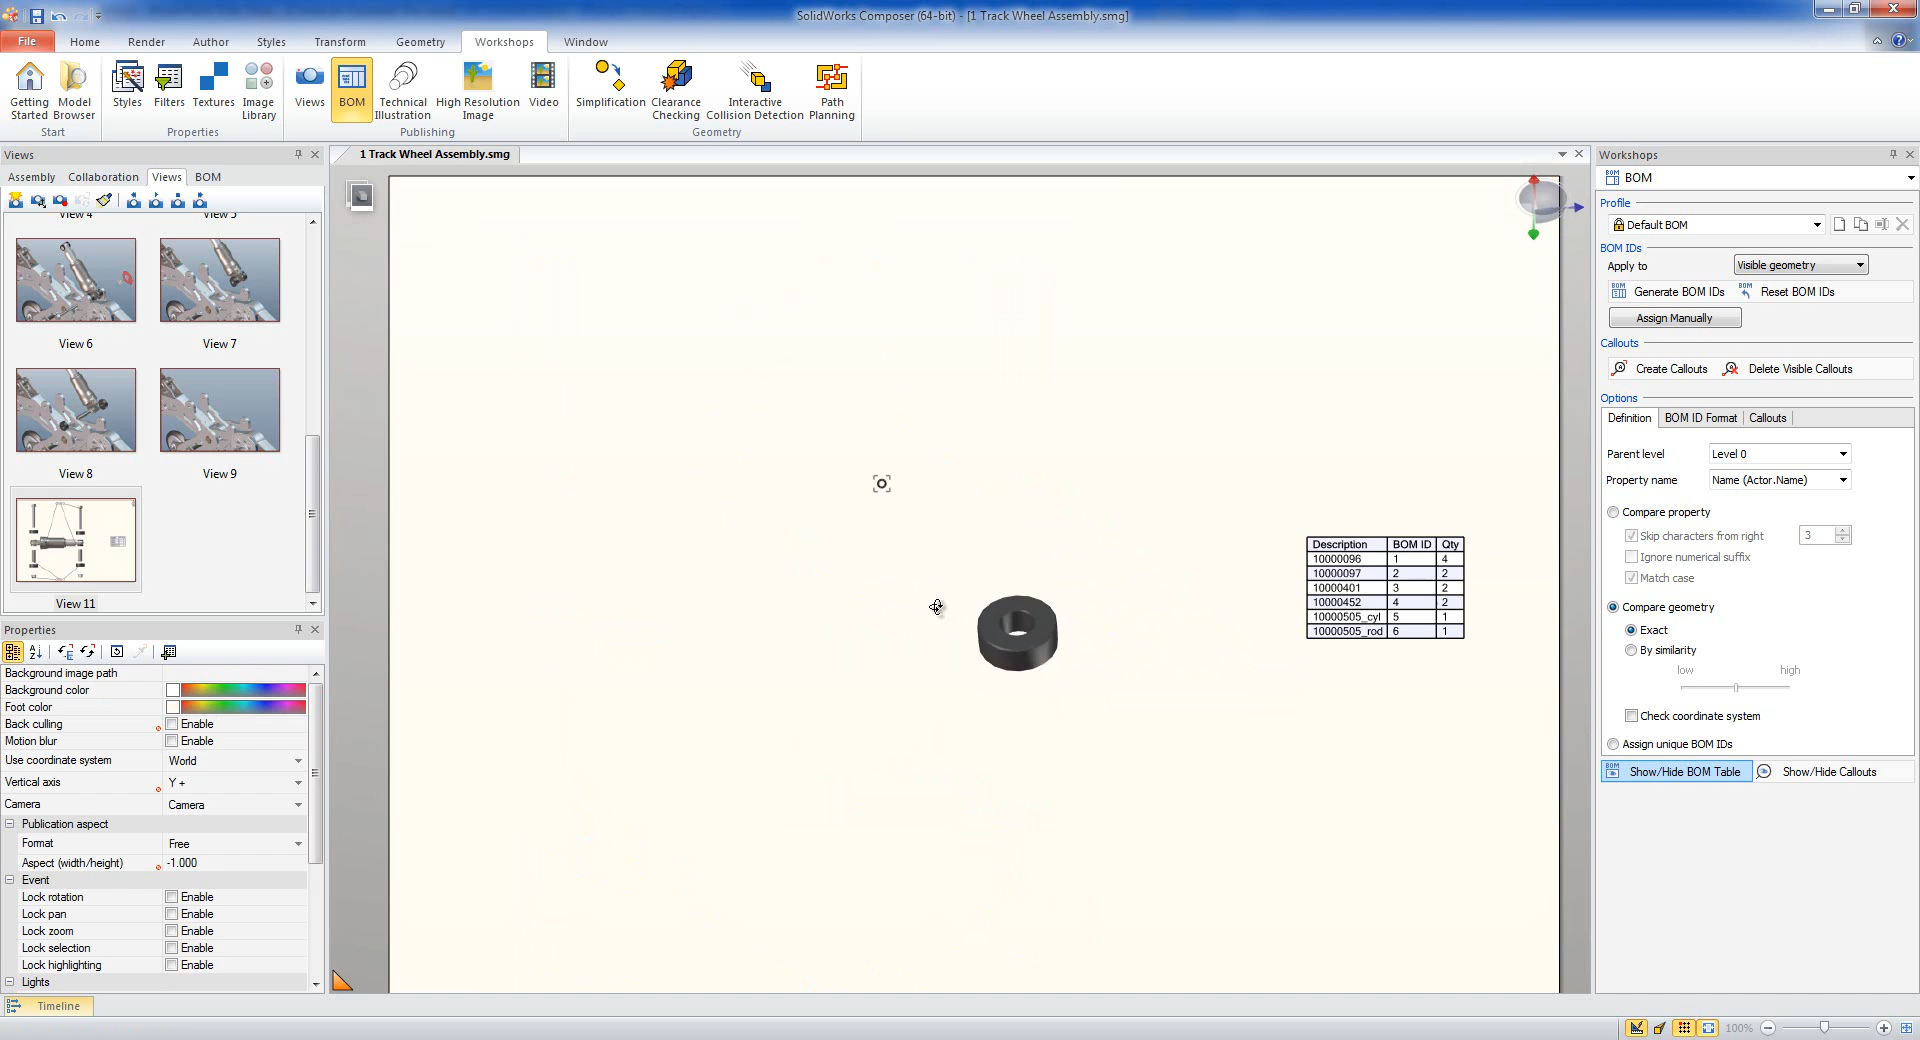 SolidWorks Composer (64-bit) - [1 Track Wheel Assembly.smg]
File Home Render Author Styles Transform Geometry Workshops Window
Getting Started
Model Browser
Styles
Filters
Textures
Image Library
Views
BOM
Technical Illustration
High Resolution Image
Video
Simplification
Clearance Checking
Interactive Collision Detection
Path Planning
Start Properties Publishing Geometry
Views
Assembly Collaboration Views BOM
View 4 View 5
View 6 View 7
View 8 View 9
View 11
Properties
Background image path
Background color
Foot color
Back culling Enable
Motion blur Enable
Use coordinate system World
Vertical axis Y +
Camera Camera
Publication aspect
Format Free
Aspect (width/height) -1.000
Event
Lock rotation Enable
Lock pan Enable
Lock zoom Enable
Lock selection Enable
Lock highlighting Enable
Lights
Timeline
1 Track Wheel Assembly.smg
Description BOM ID Qty
10000096 1 4
10000097 2 2
10000401 3 2
10000452 4 2
10000505_cyl 5 1
10000505_rod 6 1
Workshops
BOM
Profile
Default BOM
BOM IDs
Apply to Visible geometry
Generate BOM IDs Reset BOM IDs
Assign Manually
Callouts
Create Callouts Delete Visible Callouts
Options
Definition BOM ID Format Callouts
Parent level Level 0
Property name Name (Actor.Name)
Compare property
Skip characters from right 3
Ignore numerical suffix
Match case
Compare geometry
Exact
By similarity
low high
Check coordinate system
Assign unique BOM IDs
Show/Hide BOM Table Show/Hide Callouts
100%